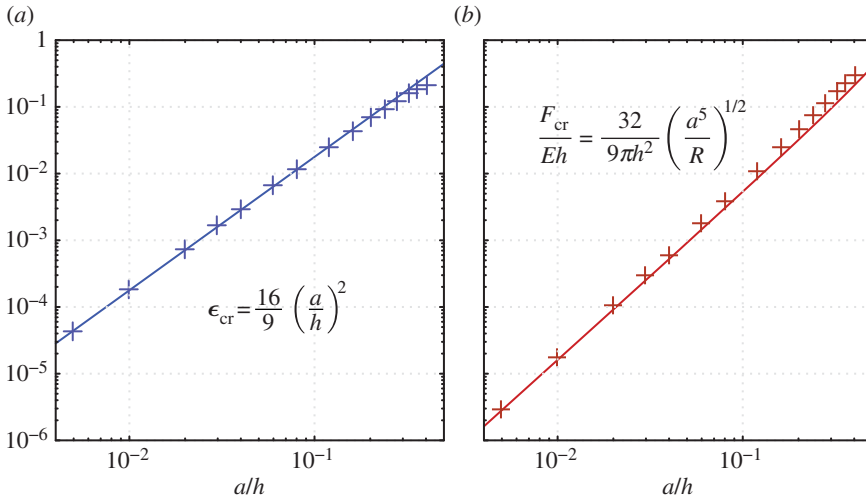 (a)
(b)
1
10⁻¹
10⁻²
10⁻³
10⁻⁴
10⁻⁵
10⁻⁶
ϵcr = 16/9 (a/h)²
Fcr/Eh = 32/9πh² (a⁵/R)^1/2
10⁻² 10⁻¹
a/h
10⁻² 10⁻¹
a/h